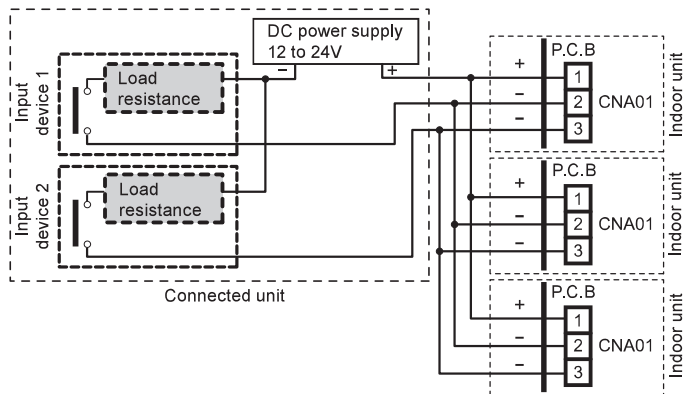 DC power supply
12 to 24V
− +
Input
device 1
Load
resistance
Input
device 2
Load
resistance
Connected unit
P.C.B
+ 1
− 2 CNA01
− 3
Indoor unit
P.C.B
+ 1
− 2 CNA01
− 3
Indoor unit
P.C.B
+ 1
− 2 CNA01
− 3
Indoor unit